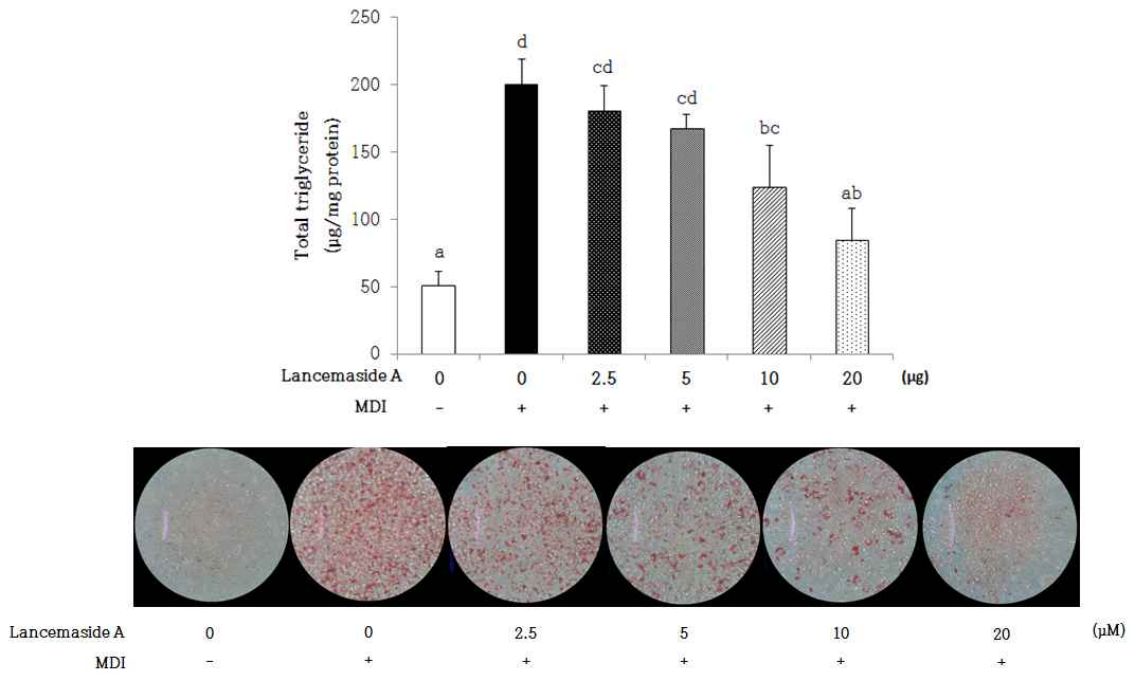 250
d
200
cd
cd
150
bc
100
ab
a
50
0
Total triglyceride
(μg/mg protein)
Lancemaside A 0 0 2.5 5 10 20 (μg)
MDI - + + + + +
Lancemaside A 0 0 2.5 5 10 20 (μM)
MDI - + + + + +